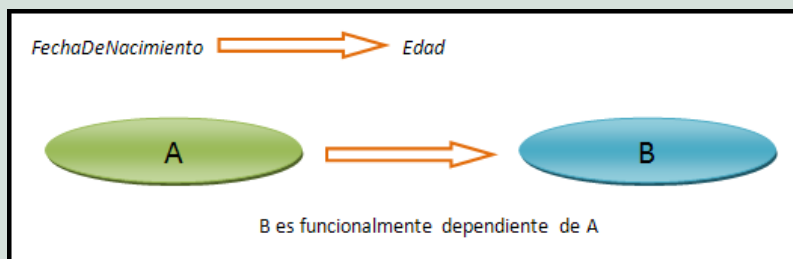 FechaDeNacimiento Edad
A B
B es funcionalmente dependiente de A